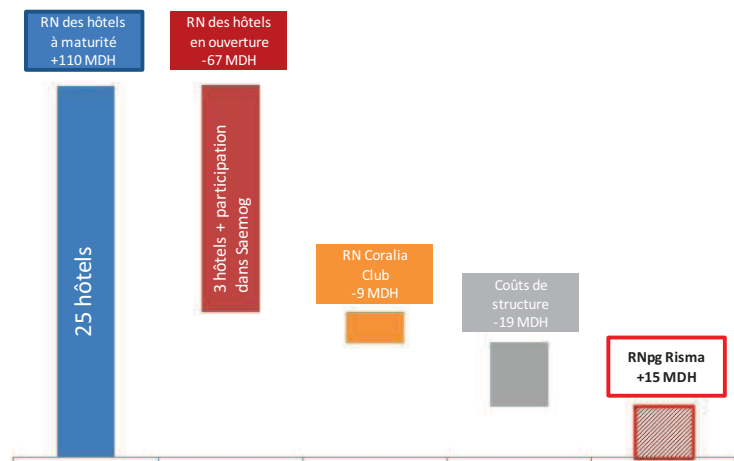 RN des hôtels
à maturité
+110 MDH
RN des hôtels
en ouverture
-67 MDH
25 hôtels
3 hôtels + participation
dans Saemog
RN Coralia
Club
-9 MDH
Coûts de
structure
-19 MDH
RNpg Risma
+15 MDH